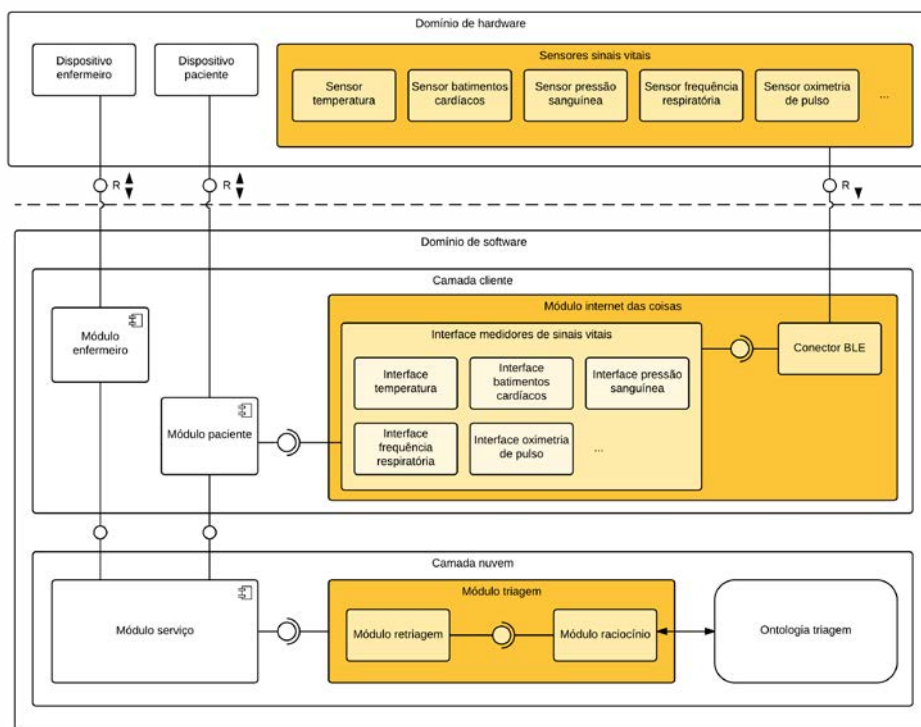 Domínio de hardware
Dispositivo
enfermeiro
Dispositivo
paciente
Sensores sinais vitais
Sensor
temperatura
Sensor batimentos
cardíacos
Sensor pressão
sanguínea
Sensor frequência
respiratória
Sensor oximetria
de pulso
...
R
R
R
Domínio de software
Camada cliente
Módulo internet das coisas
Módulo
enfermeiro
Interface medidores de sinais vitais
Conector BLE
Interface
temperatura
Interface
batimentos
cardíacos
Interface pressão
sanguínea
Módulo paciente
Interface
frequência
respiratória
Interface oximetria
de pulso
...
Camada nuvem
Módulo triagem
Módulo serviço
Módulo retriagem
Módulo raciocínio
Ontologia triagem